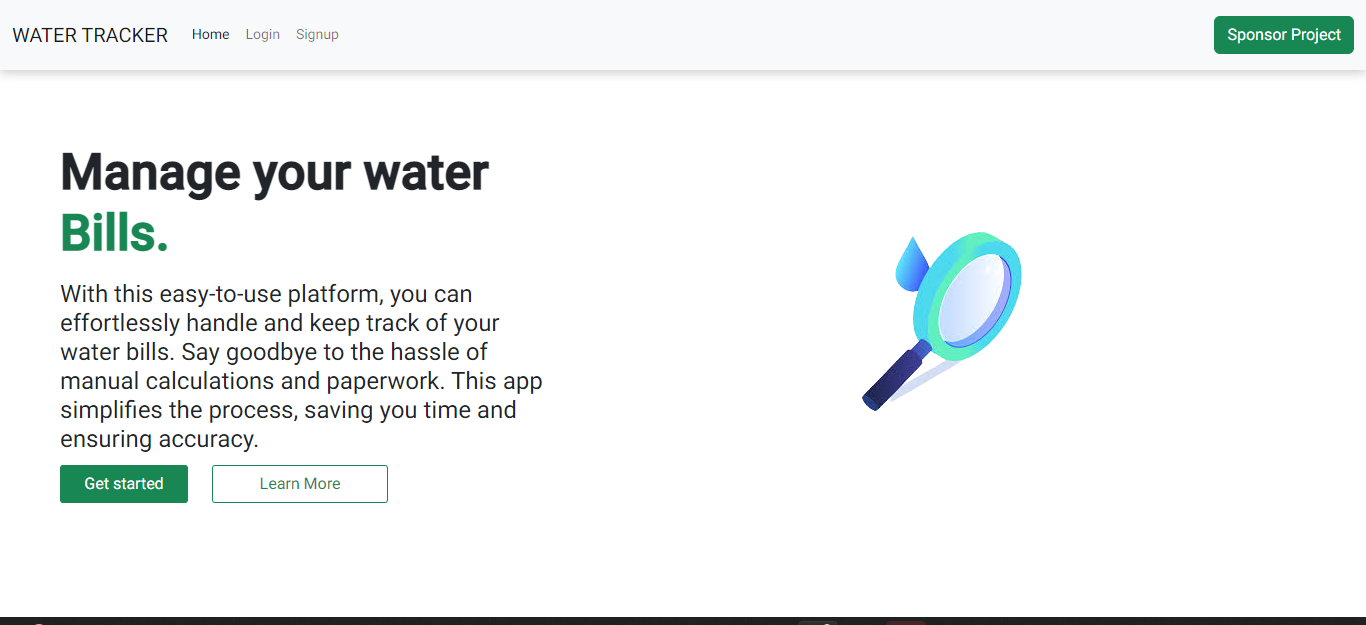 WATER TRACKER Home Login Signup Sponsor Project
Manage your water
Bills.
With this easy-to-use platform, you can
effortlessly handle and keep track of your
water bills. Say goodbye to the hassle of
manual calculations and paperwork. This app
simplifies the process, saving you time and
ensuring accuracy.
Get started Learn More